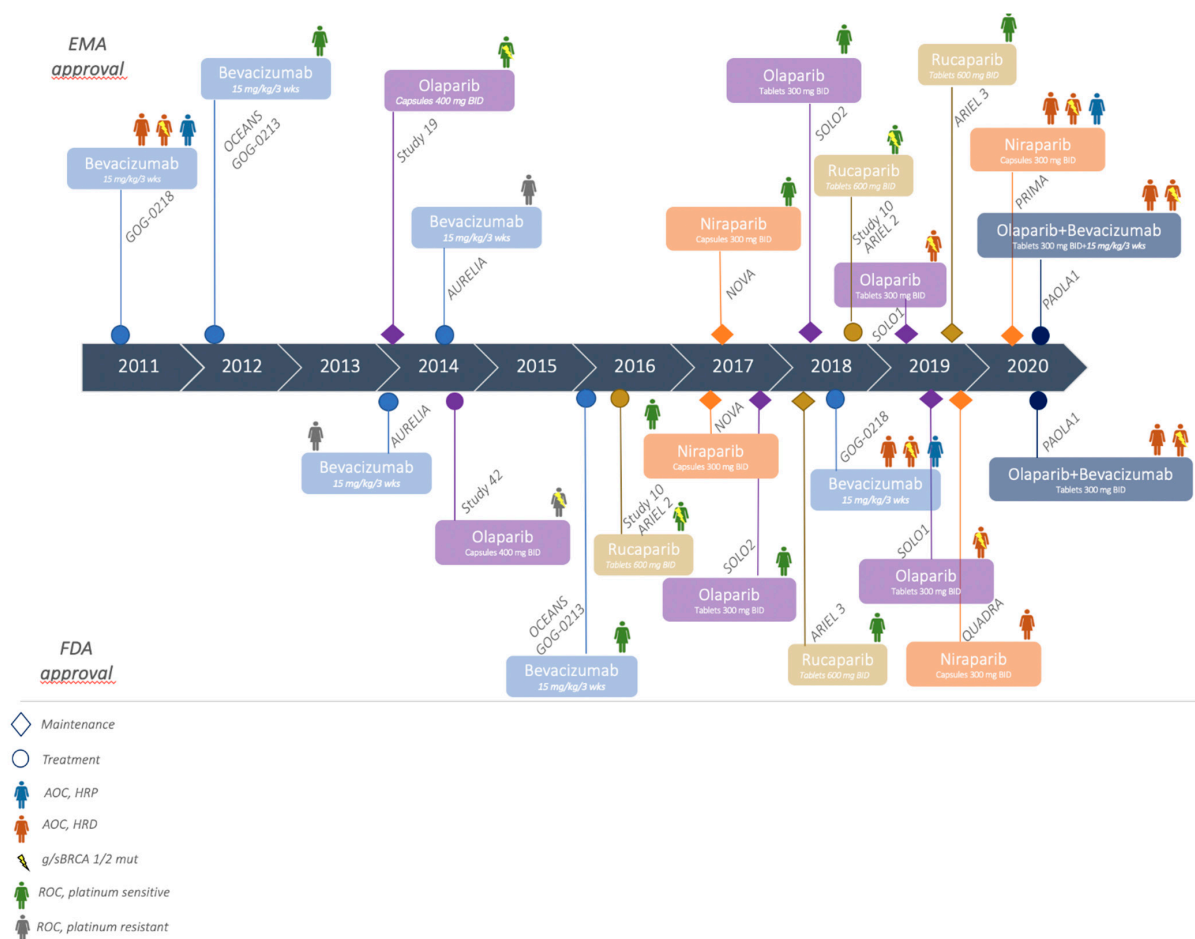 EMA
approval
Bevacizumab
15 mg/kg/3 wks
GOG-0218
Bevacizumab
15 mg/kg/3 wks
OCEANS
GOG-0213
Olaparib
Capsules 400 mg BID
Study 19
Bevacizumab
15 mg/kg/3 wks
AURELIA
Niraparib
Capsules 300 mg BID
NOVA
Olaparib
Tablets 300 mg BID
SOLO2
Rucaparib
Tablets 600 mg BID
Study 10
ARIEL 2
Olaparib
Tablets 300 mg BID
SOLO1
Rucaparib
Tablets 600 mg BID
ARIEL 3
Niraparib
Capsules 300 mg BID
PRIMA
Olaparib+Bevacizumab
Tablets 300 mg BID+15 mg/kg/3 wks
PAOLA1
2011 2012 2013 2014 2015 2016 2017 2018 2019 2020
AURELIA
Bevacizumab
15 mg/kg/3 wks
Study 42
Olaparib
Capsules 400 mg BID
OCEANS
GOG-0213
Bevacizumab
15 mg/kg/3 wks
Study 10
ARIEL 2
Rucaparib
Tablets 600 mg BID
NOVA
Niraparib
Capsules 300 mg BID
SOLO2
Olaparib
Tablets 300 mg BID
ARIEL 3
Rucaparib
Tablets 600 mg BID
GOG-0218
Bevacizumab
15 mg/kg/3 wks
SOLO1
Olaparib
Tablets 300 mg BID
QUADRA
Niraparib
Capsules 300 mg BID
PAOLA1
Olaparib+Bevacizumab
Tablets 300 mg BID
FDA
approval
Maintenance
Treatment
AOC, HRP
AOC, HRD
g/sBRCA 1/2 mut
ROC, platinum sensitive
ROC, platinum resistant